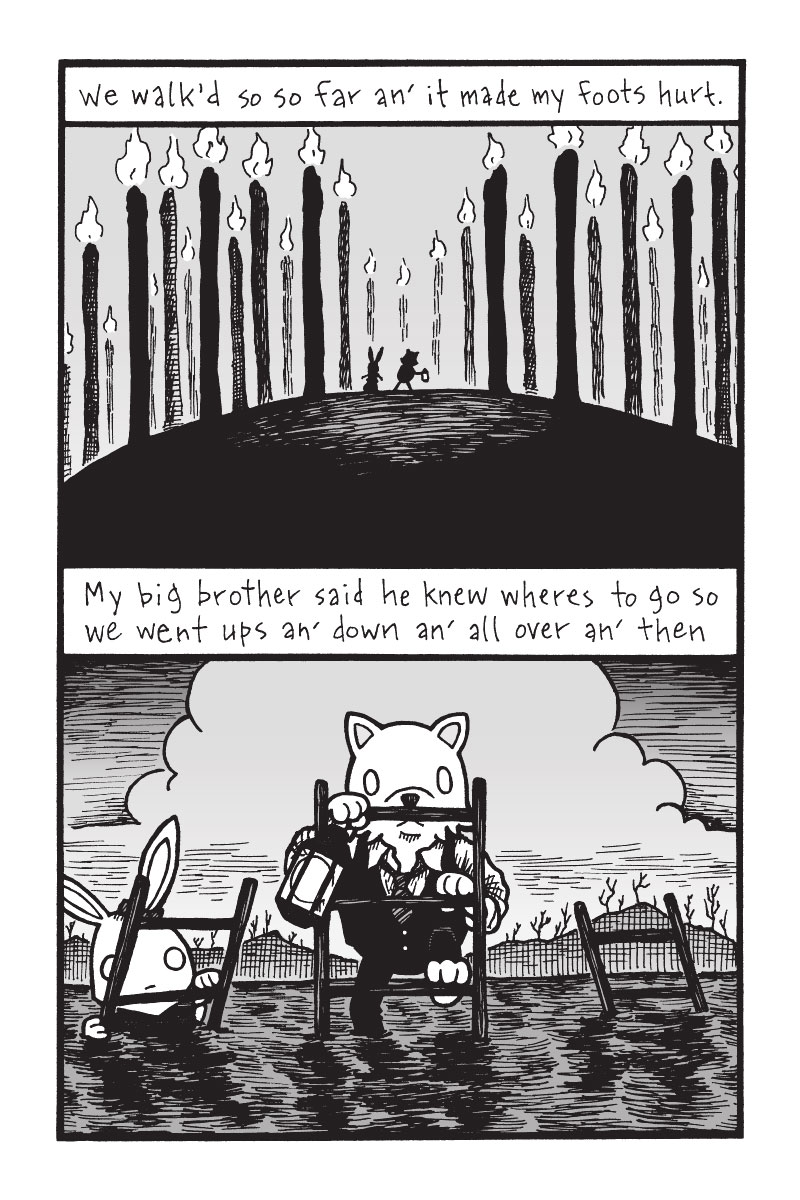 We walk'd so so far an' it made my foots hurt.
My big brother said he knew wheres to go so
we went ups an' down an' all over an' then